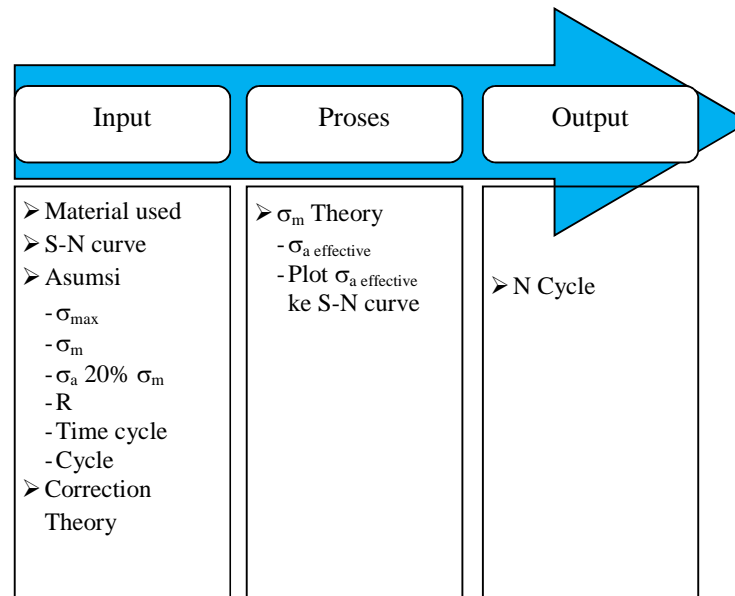 Input
Proses
Output
➢ Material used
➢ S-N curve
➢ Asumsi
- σmax
- σm
- σa 20% σm
- R
- Time cycle
- Cycle
➢ Correction
Theory
➢ σm Theory
- σa effective
- Plot σa effective
ke S-N curve
➢ N Cycle